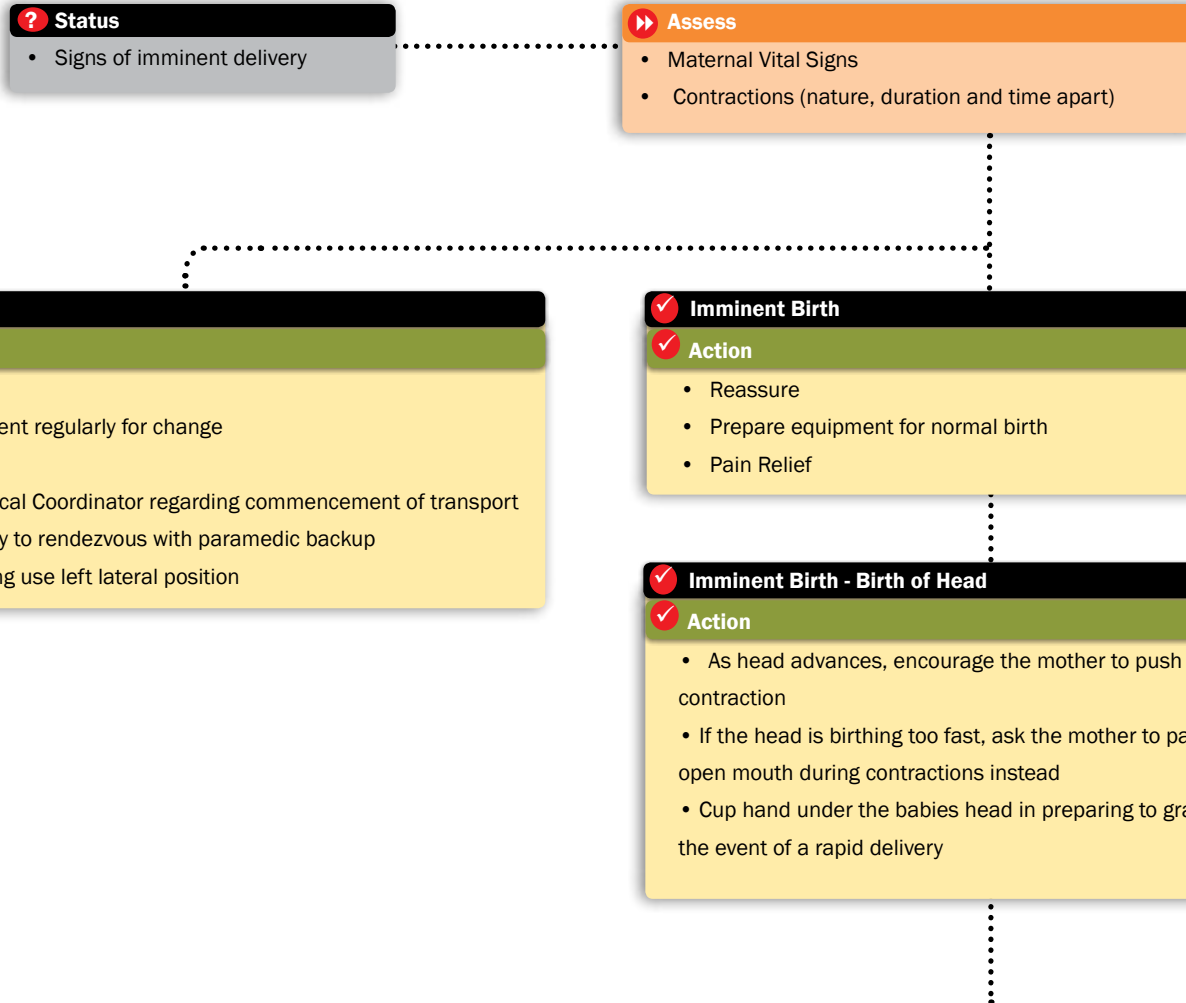 Status
• Signs of imminent delivery
Assess
• Maternal Vital Signs
• Contractions (nature, duration and time apart)
regularly for change
Coordinator regarding commencement of transport
to rendezvous with paramedic backup
use left lateral position
Imminent Birth
Action
• Reassure
• Prepare equipment for normal birth
• Pain Relief
Imminent Birth - Birth of Head
Action
• As head advances, encourage the mother to push
contraction
• If the head is birthing too fast, ask the mother to
open mouth during contractions instead
• Cup hand under the babies head in preparing to
the event of a rapid delivery